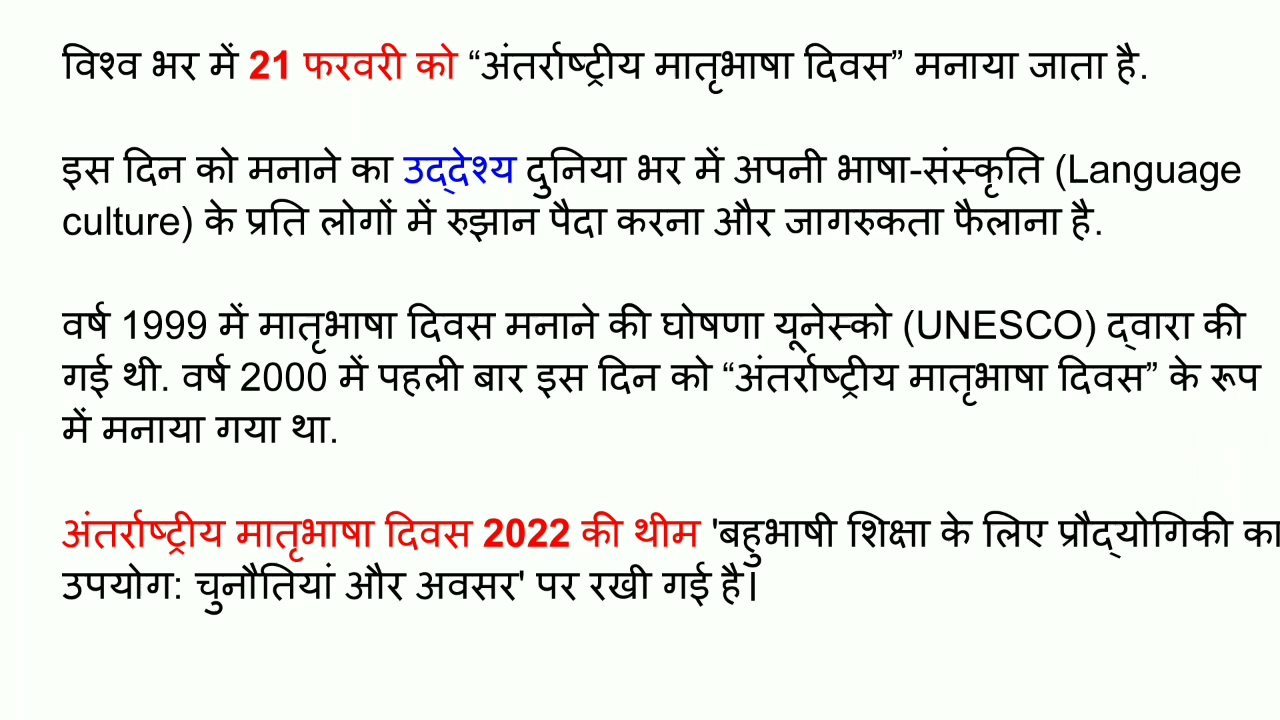 विश्व भर में 21 फरवरी को “अंतर्राष्ट्रीय मातृभाषा दिवस” मनाया जाता है.
इस दिन को मनाने का उद्देश्य दुनिया भर में अपनी भाषा-संस्कृति (Language
culture) के प्रति लोगों में रुझान पैदा करना और जागरुकता फैलाना है.
वर्ष 1999 में मातृभाषा दिवस मनाने की घोषणा यूनेस्को (UNESCO) द्वारा की
गई थी. वर्ष 2000 में पहली बार इस दिन को “अंतर्राष्ट्रीय मातृभाषा दिवस” के रूप
में मनाया गया था.
अंतर्राष्ट्रीय मातृभाषा दिवस 2022 की थीम 'बहुभाषी शिक्षा के लिए प्रौद्योगिकी का
उपयोग: चुनौतियां और अवसर' पर रखी गई है।